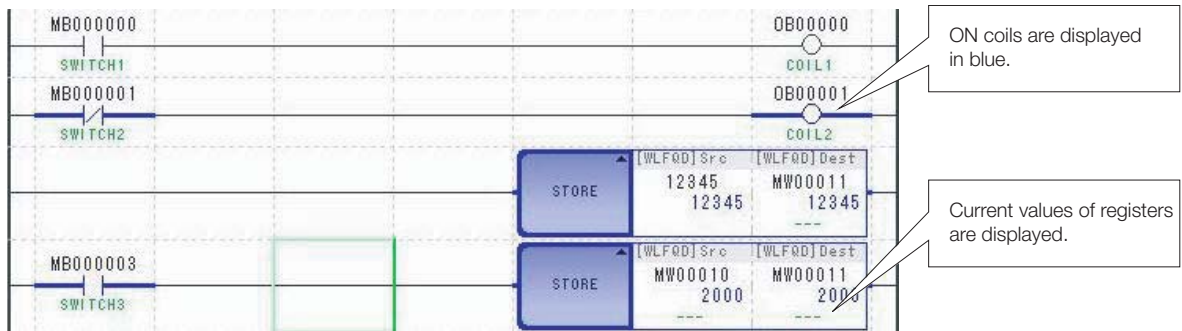 MB000000
OB00000
SWITCH1
COIL1
ON coils are displayed
in blue.
MB000001
OB00001
SWITCH2
COIL2
[WLFQD]Src [WLFQD]Dest
STORE
12345 MW00011
12345 12345
---
Current values of registers
are displayed.
MB000003
SWITCH3
[WLFQD]Src [WLFQD]Dest
STORE
MW00010 MW00011
2000 2000
--- ---